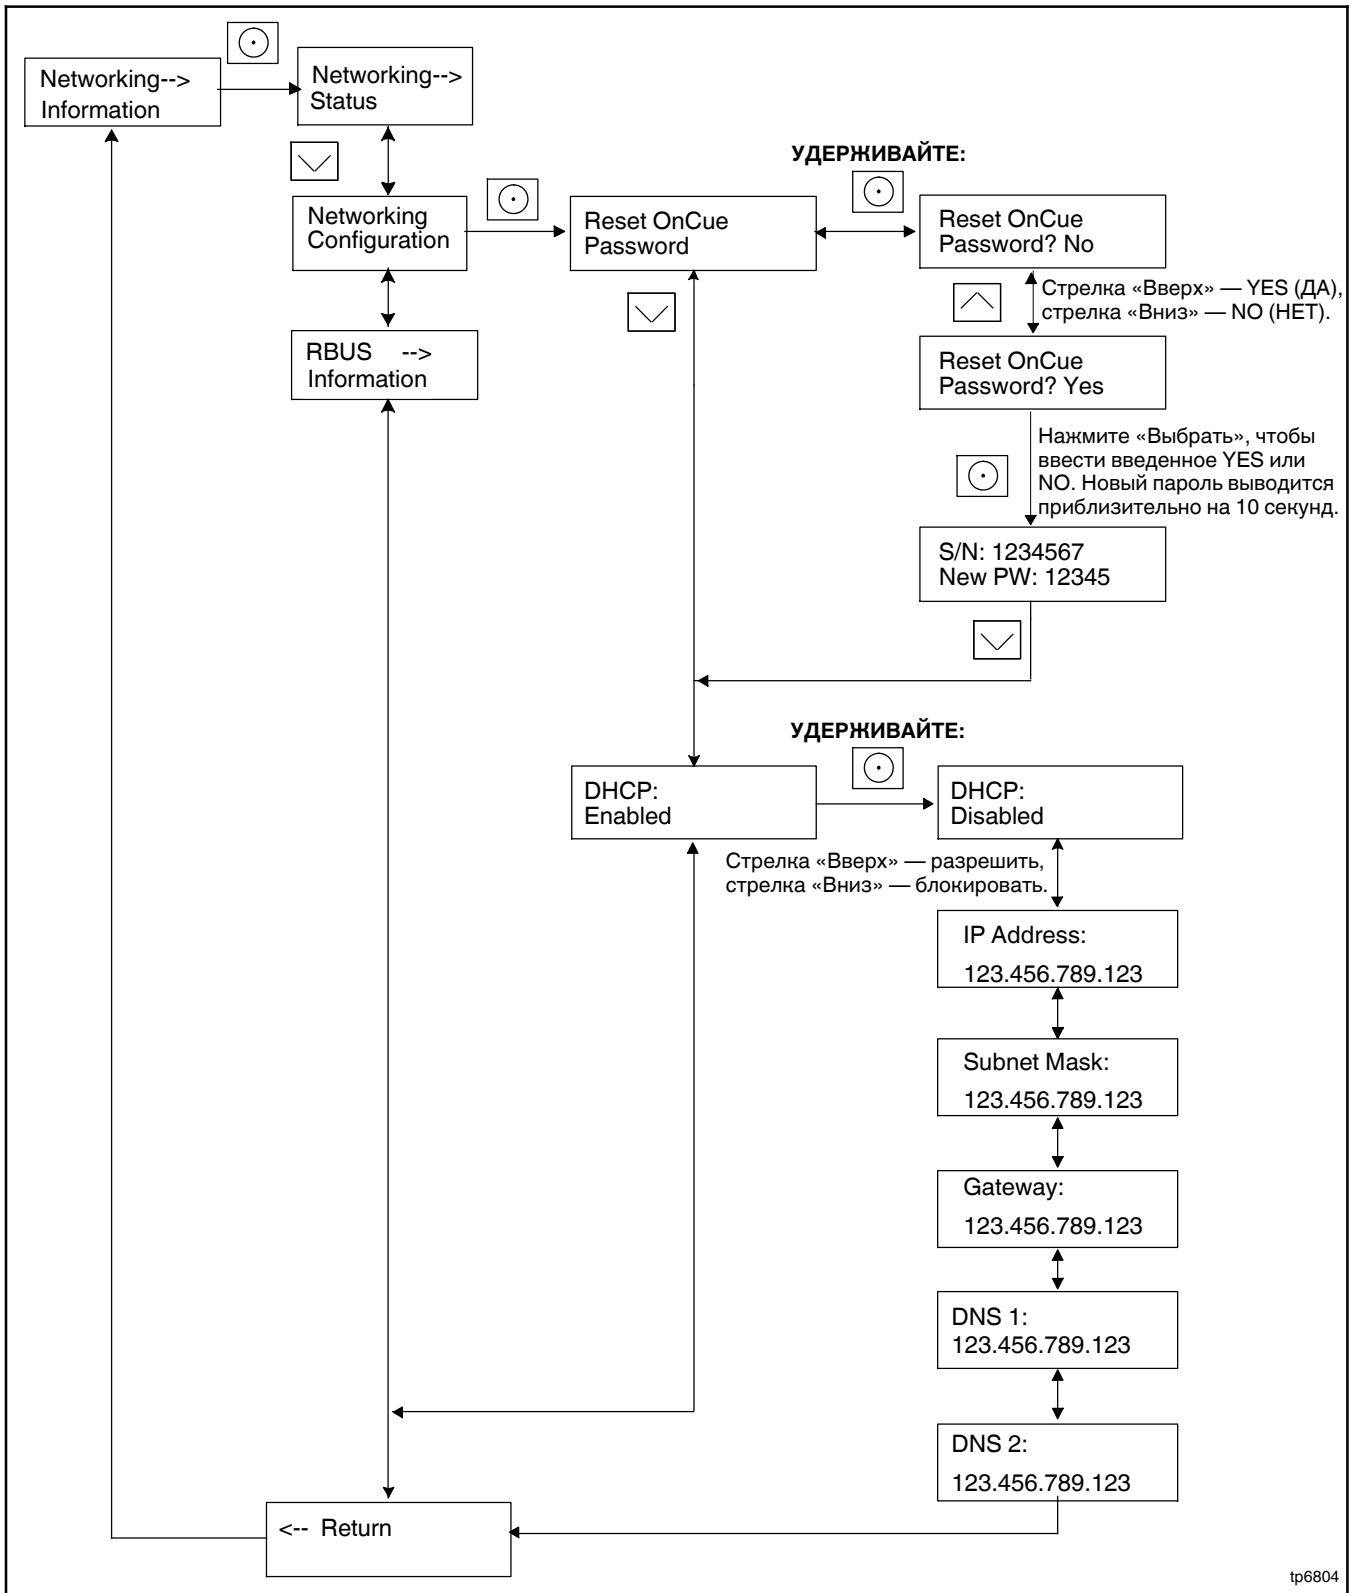 Networking-->
Information
Networking-->
Status
УДЕРЖИВАЙТЕ:
Networking
Configuration
Reset OnCue
Password
Reset OnCue
Password? No
Стрелка «Вверх» — YES (ДА),
стрелка «Вниз» — NO (НЕТ).
RBUS -->
Information
Reset OnCue
Password? Yes
Нажмите «Выбрать», чтобы
ввести введенное YES или
NO. Новый пароль выводится
приблизительно на 10 секунд.
S/N: 1234567
New PW: 12345
УДЕРЖИВАЙТЕ:
DHCP:
Enabled
DHCP:
Disabled
Стрелка «Вверх» — разрешить,
стрелка «Вниз» — блокировать.
IP Address:
123.456.789.123
Subnet Mask:
123.456.789.123
Gateway:
123.456.789.123
DNS 1:
123.456.789.123
DNS 2:
123.456.789.123
<-- Return
tp6804